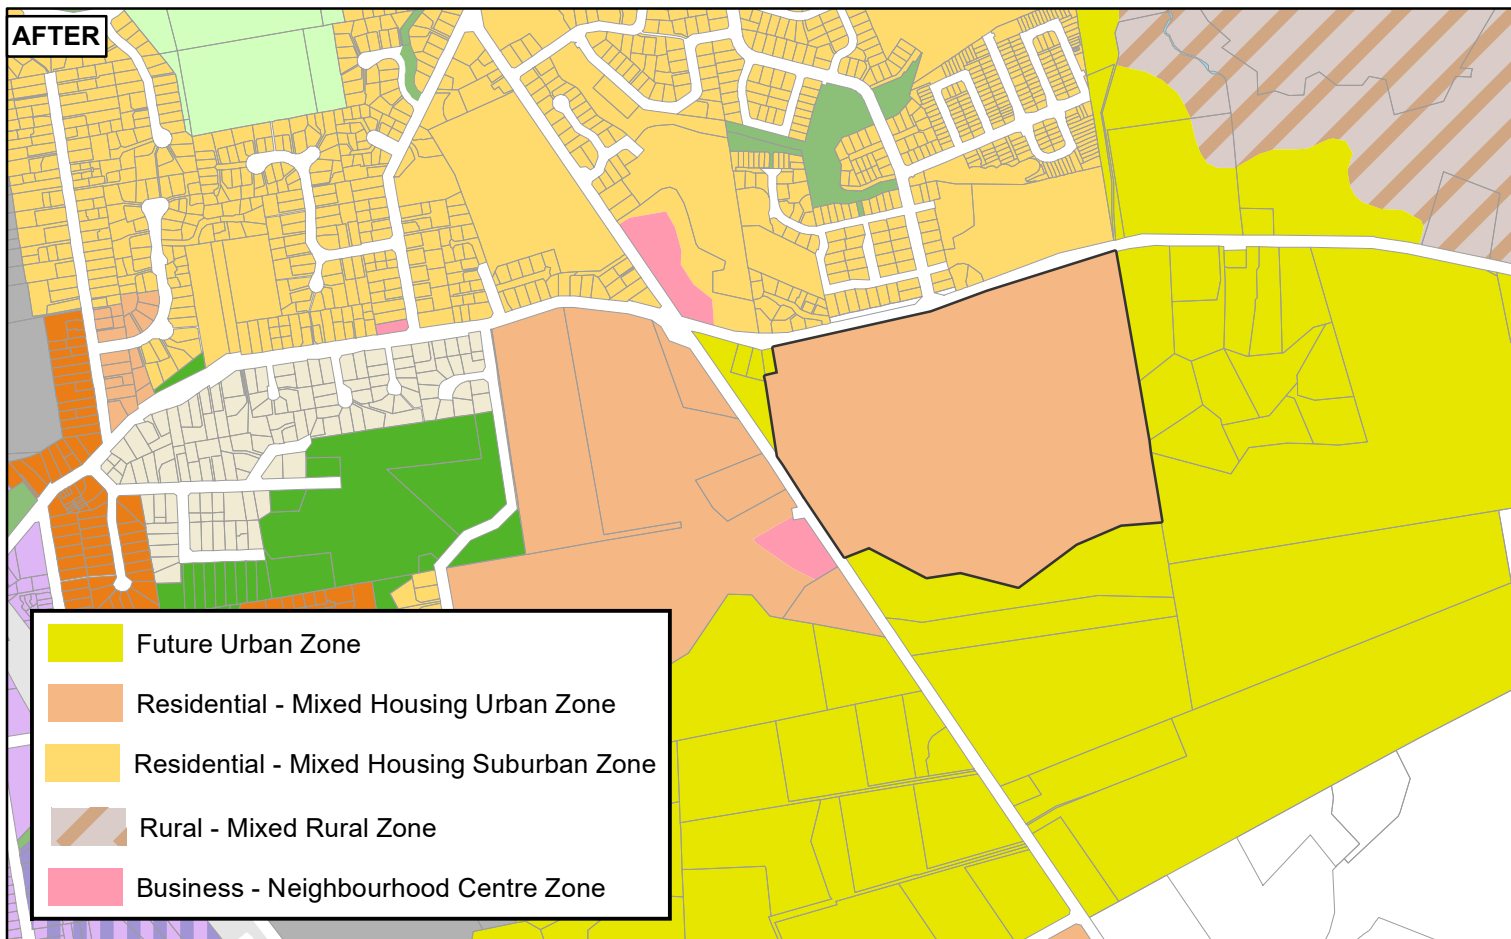 AFTER
Future Urban Zone
Residential - Mixed Housing Urban Zone
Residential - Mixed Housing Suburban Zone
Rural - Mixed Rural Zone
Business - Neighbourhood Centre Zone